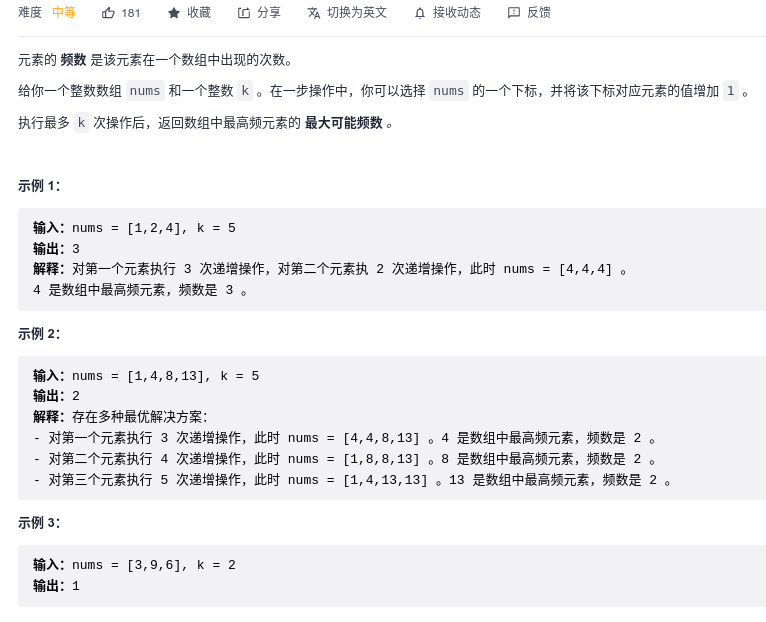 难度 中等 181 收藏 分享 切换为英文 接收动态 反馈
元素的 频数 是该元素在一个数组中出现的次数。
给你一个整数数组 nums 和一个整数 k 。在一步操作中，你可以选择 nums 的一个下标，并将该下标对应元素的值增加 1 。
执行最多 k 次操作后，返回数组中最高频元素的 最大可能频数 。
示例 1：
输入：nums = [1,2,4], k = 5
输出：3
解释：对第一个元素执行 3 次递增操作，对第二个元素执 2 次递增操作，此时 nums = [4,4,4] 。
4 是数组中最高频元素，频数是 3 。
示例 2：
输入：nums = [1,4,8,13], k = 5
输出：2
解释：存在多种最优解决方案：
- 对第一个元素执行 3 次递增操作，此时 nums = [4,4,8,13] 。4 是数组中最高频元素，频数是 2 。
- 对第二个元素执行 4 次递增操作，此时 nums = [1,8,8,13] 。8 是数组中最高频元素，频数是 2 。
- 对第三个元素执行 5 次递增操作，此时 nums = [1,4,13,13] 。13 是数组中最高频元素，频数是 2 。
示例 3：
输入：nums = [3,9,6], k = 2
输出：1